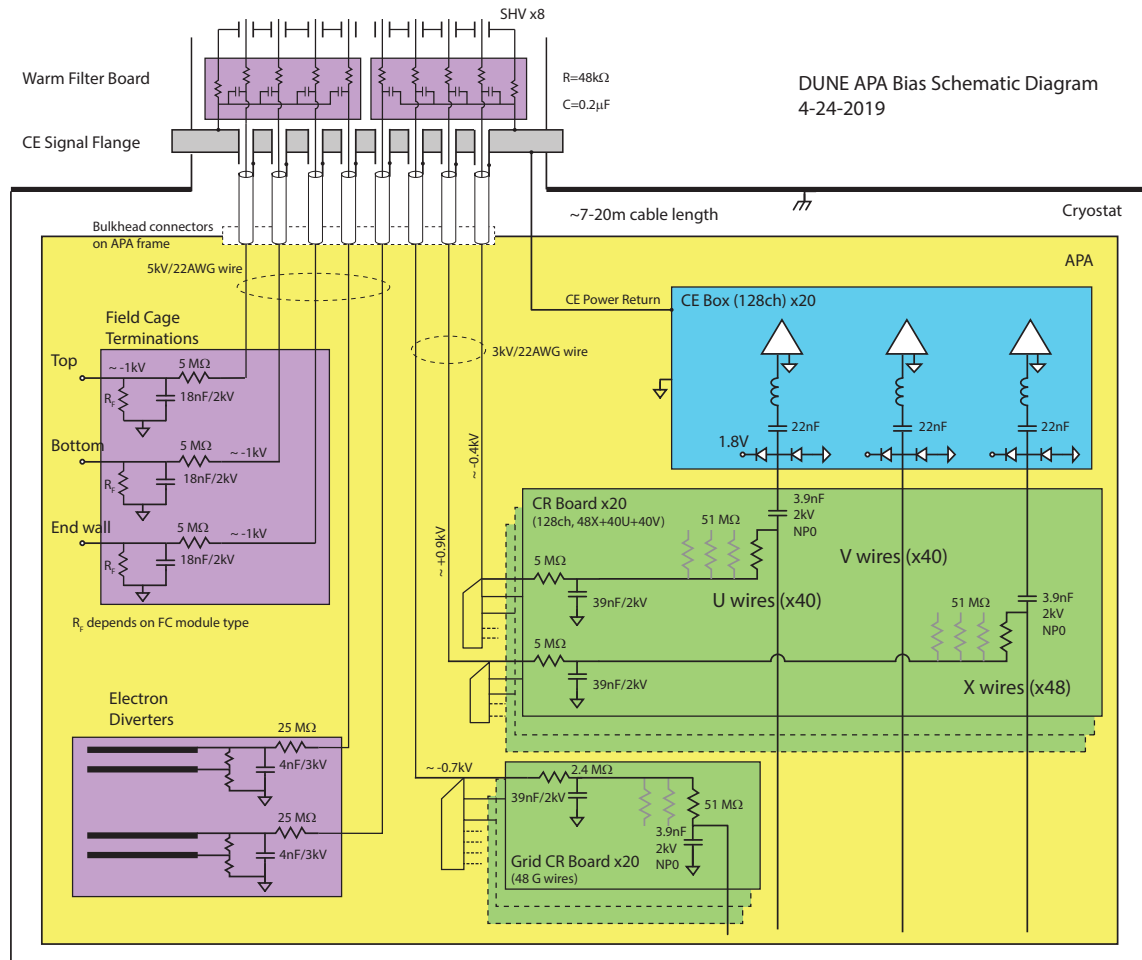 SHV x8
Warm Filter Board
R=48kΩ
C=0.2μF
DUNE APA Bias Schematic Diagram
4-24-2019
CE Signal Flange
~7-20m cable length
Cryostat
Bulkhead connectors
on APA frame
APA
5kV/22AWG wire
CE Power Return
CE Box (128ch) x20
Field Cage
Terminations
3kV/22AWG wire
Top
~ -1kV
5 MΩ
R_F
18nF/2kV
22nF
22nF
22nF
Bottom
5 MΩ
~ -1kV
R_F
18nF/2kV
1.8V
~ -0.4kV
End wall
5 MΩ
~ -1kV
R_F
18nF/2kV
~ +0.9kV
CR Board x20
(128ch, 48X+40U+40V)
51 MΩ
3.9nF
2kV
NP0
5 MΩ
39nF/2kV
U wires (x40)
V wires (x40)
51 MΩ
3.9nF
2kV
NP0
R_F depends on FC module type
5 MΩ
39nF/2kV
X wires (x48)
Electron
Diverters
25 MΩ
4nF/3kV
25 MΩ
4nF/3kV
~ -0.7kV
2.4 MΩ
39nF/2kV
51 MΩ
3.9nF
2kV
NP0
Grid CR Board x20
(48 G wires)